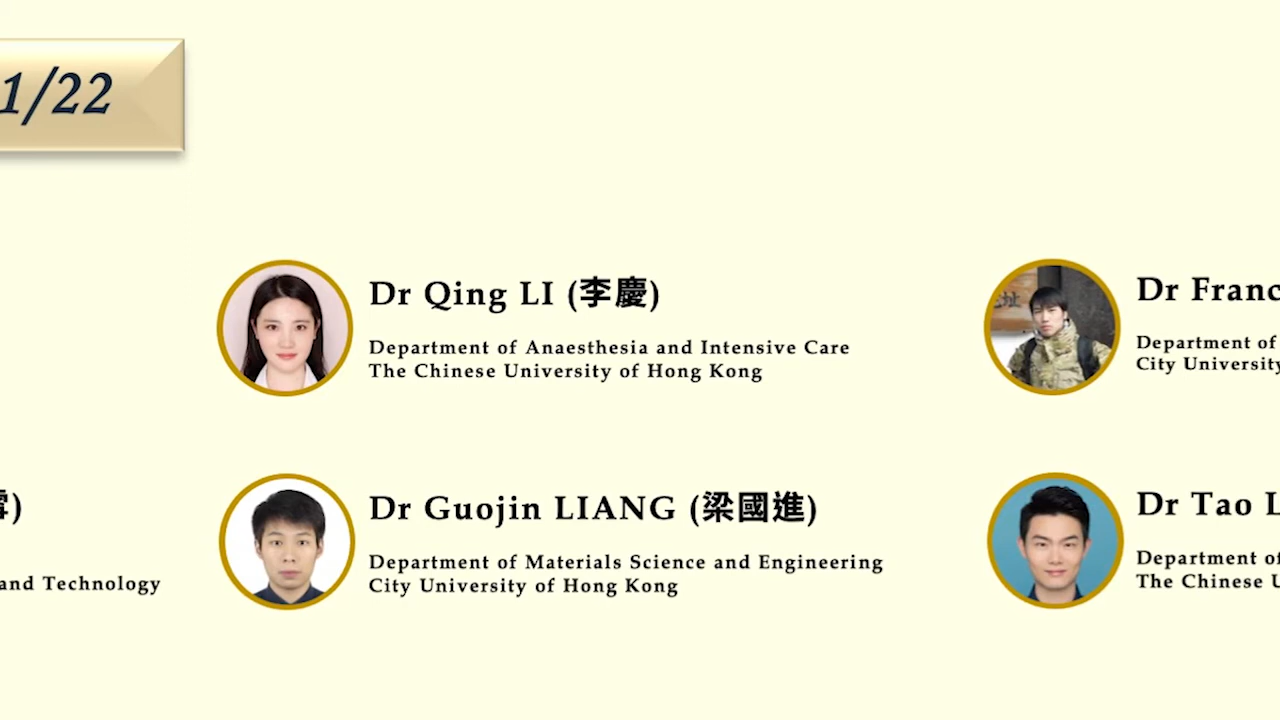 1/22
Dr Qing LI (李慶)
Department of Anaesthesia and Intensive Care
The Chinese University of Hong Kong
Dr Franc
Department of
City University
Dr Guojin LIANG (梁國進)
Department of Materials Science and Engineering
City University of Hong Kong
Dr Tao L
Department of
The Chinese U
and Technology